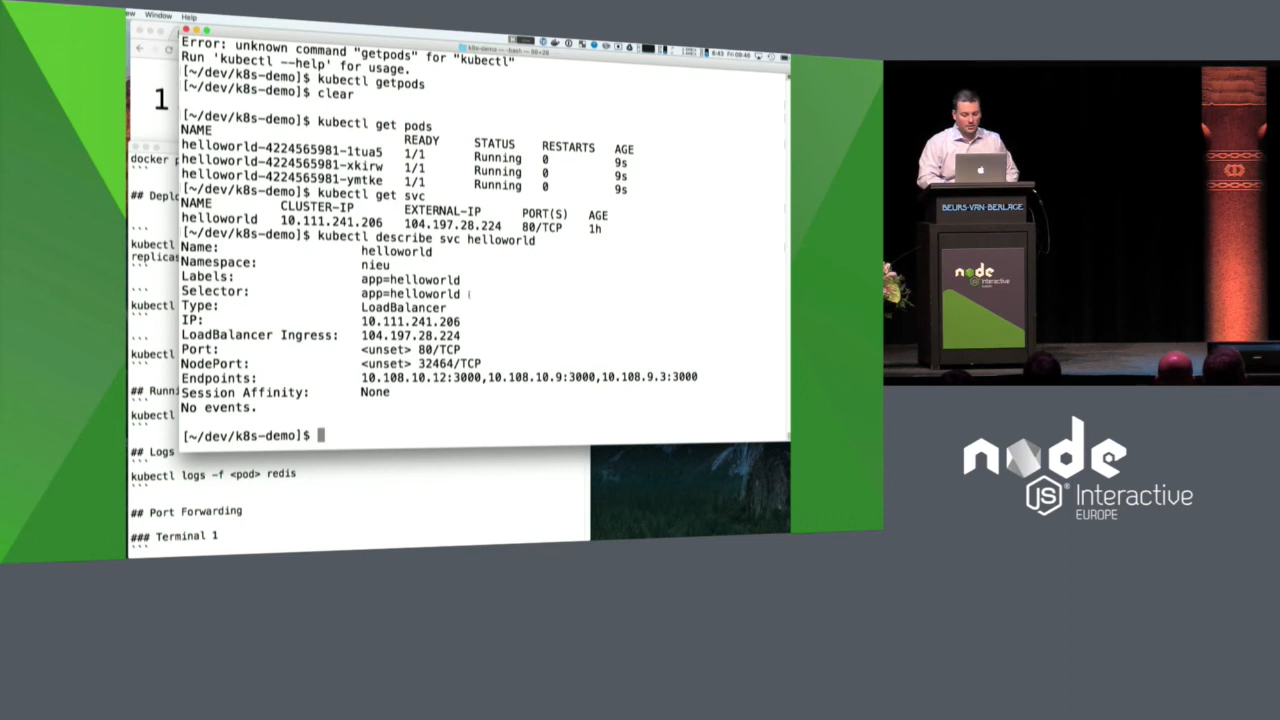 ew Window Help
Error: unknown command "getpods" for "kubectl"
Run 'kubectl --help' for usage.
[~/dev/k8s-demo]$ kubectl getpods
[~/dev/k8s-demo]$ clear
[~/dev/k8s-demo]$ kubectl get pods
NAME READY STATUS RESTARTS AGE
helloworld-4224565981-1tua5 1/1 Running 0 9s
helloworld-4224565981-xkirw 1/1 Running 0 9s
helloworld-4224565981-ymtke 1/1 Running 0 9s
[~/dev/k8s-demo]$ kubectl get svc
NAME CLUSTER-IP EXTERNAL-IP PORT(S) AGE
helloworld 10.111.241.206 104.197.28.224 80/TCP 1h
[~/dev/k8s-demo]$ kubectl describe svc helloworld
Name: helloworld
Namespace: nieu
Labels: app=helloworld
Selector: app=helloworld
Type: LoadBalancer
IP: 10.111.241.206
LoadBalancer Ingress: 104.197.28.224
Port: <unset> 80/TCP
NodePort: <unset> 32464/TCP
Endpoints: 10.108.10.12:3000,10.108.10.9:3000,10.108.9.3:3000
Session Affinity: None
No events.
[~/dev/k8s-demo]$
1
docker p
```
## Deplo
```
kubectl
replicas
```
```
kubectl
```
```
kubectl
```
## Runni
```
kubectl
```
## Logs
```
kubectl logs -f <pod> redis
```
## Port Forwarding
### Terminal 1
```
BEURS-VAN-BERLAGE
node
JS Interactive
EUROPE
node
JS® Interactive
EUROPE